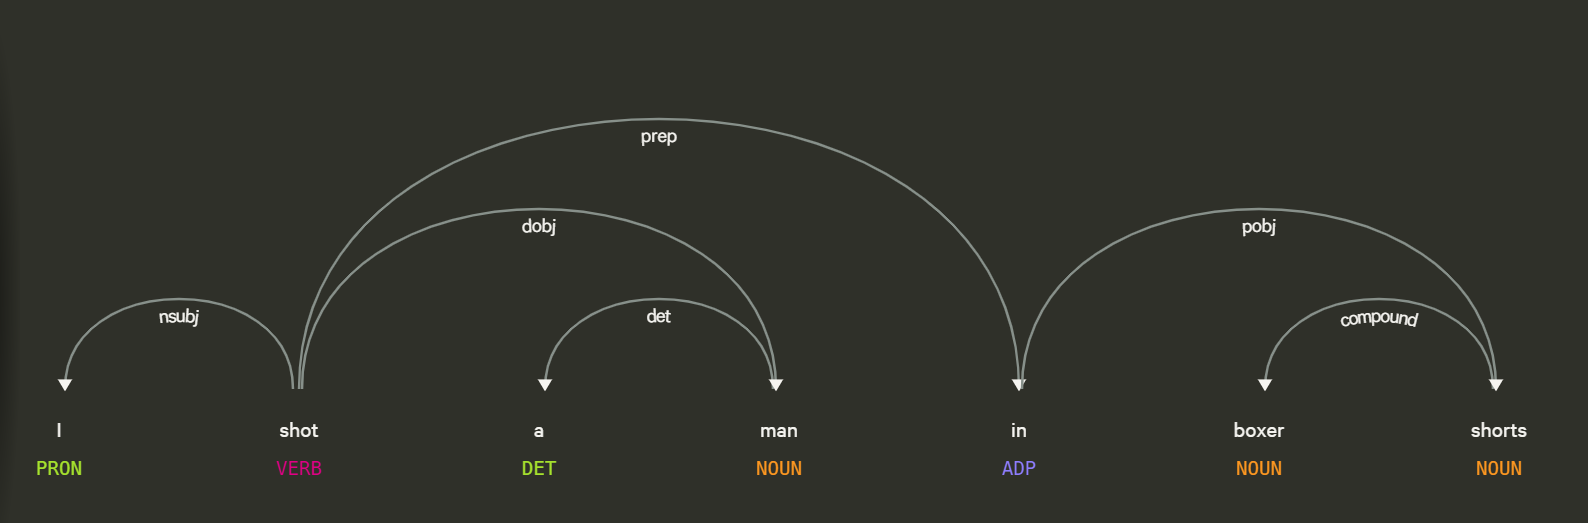 prep
dobj pobj
nsubj det compound
I shot a man in boxer shorts
PRON VERB DET NOUN ADP NOUN NOUN